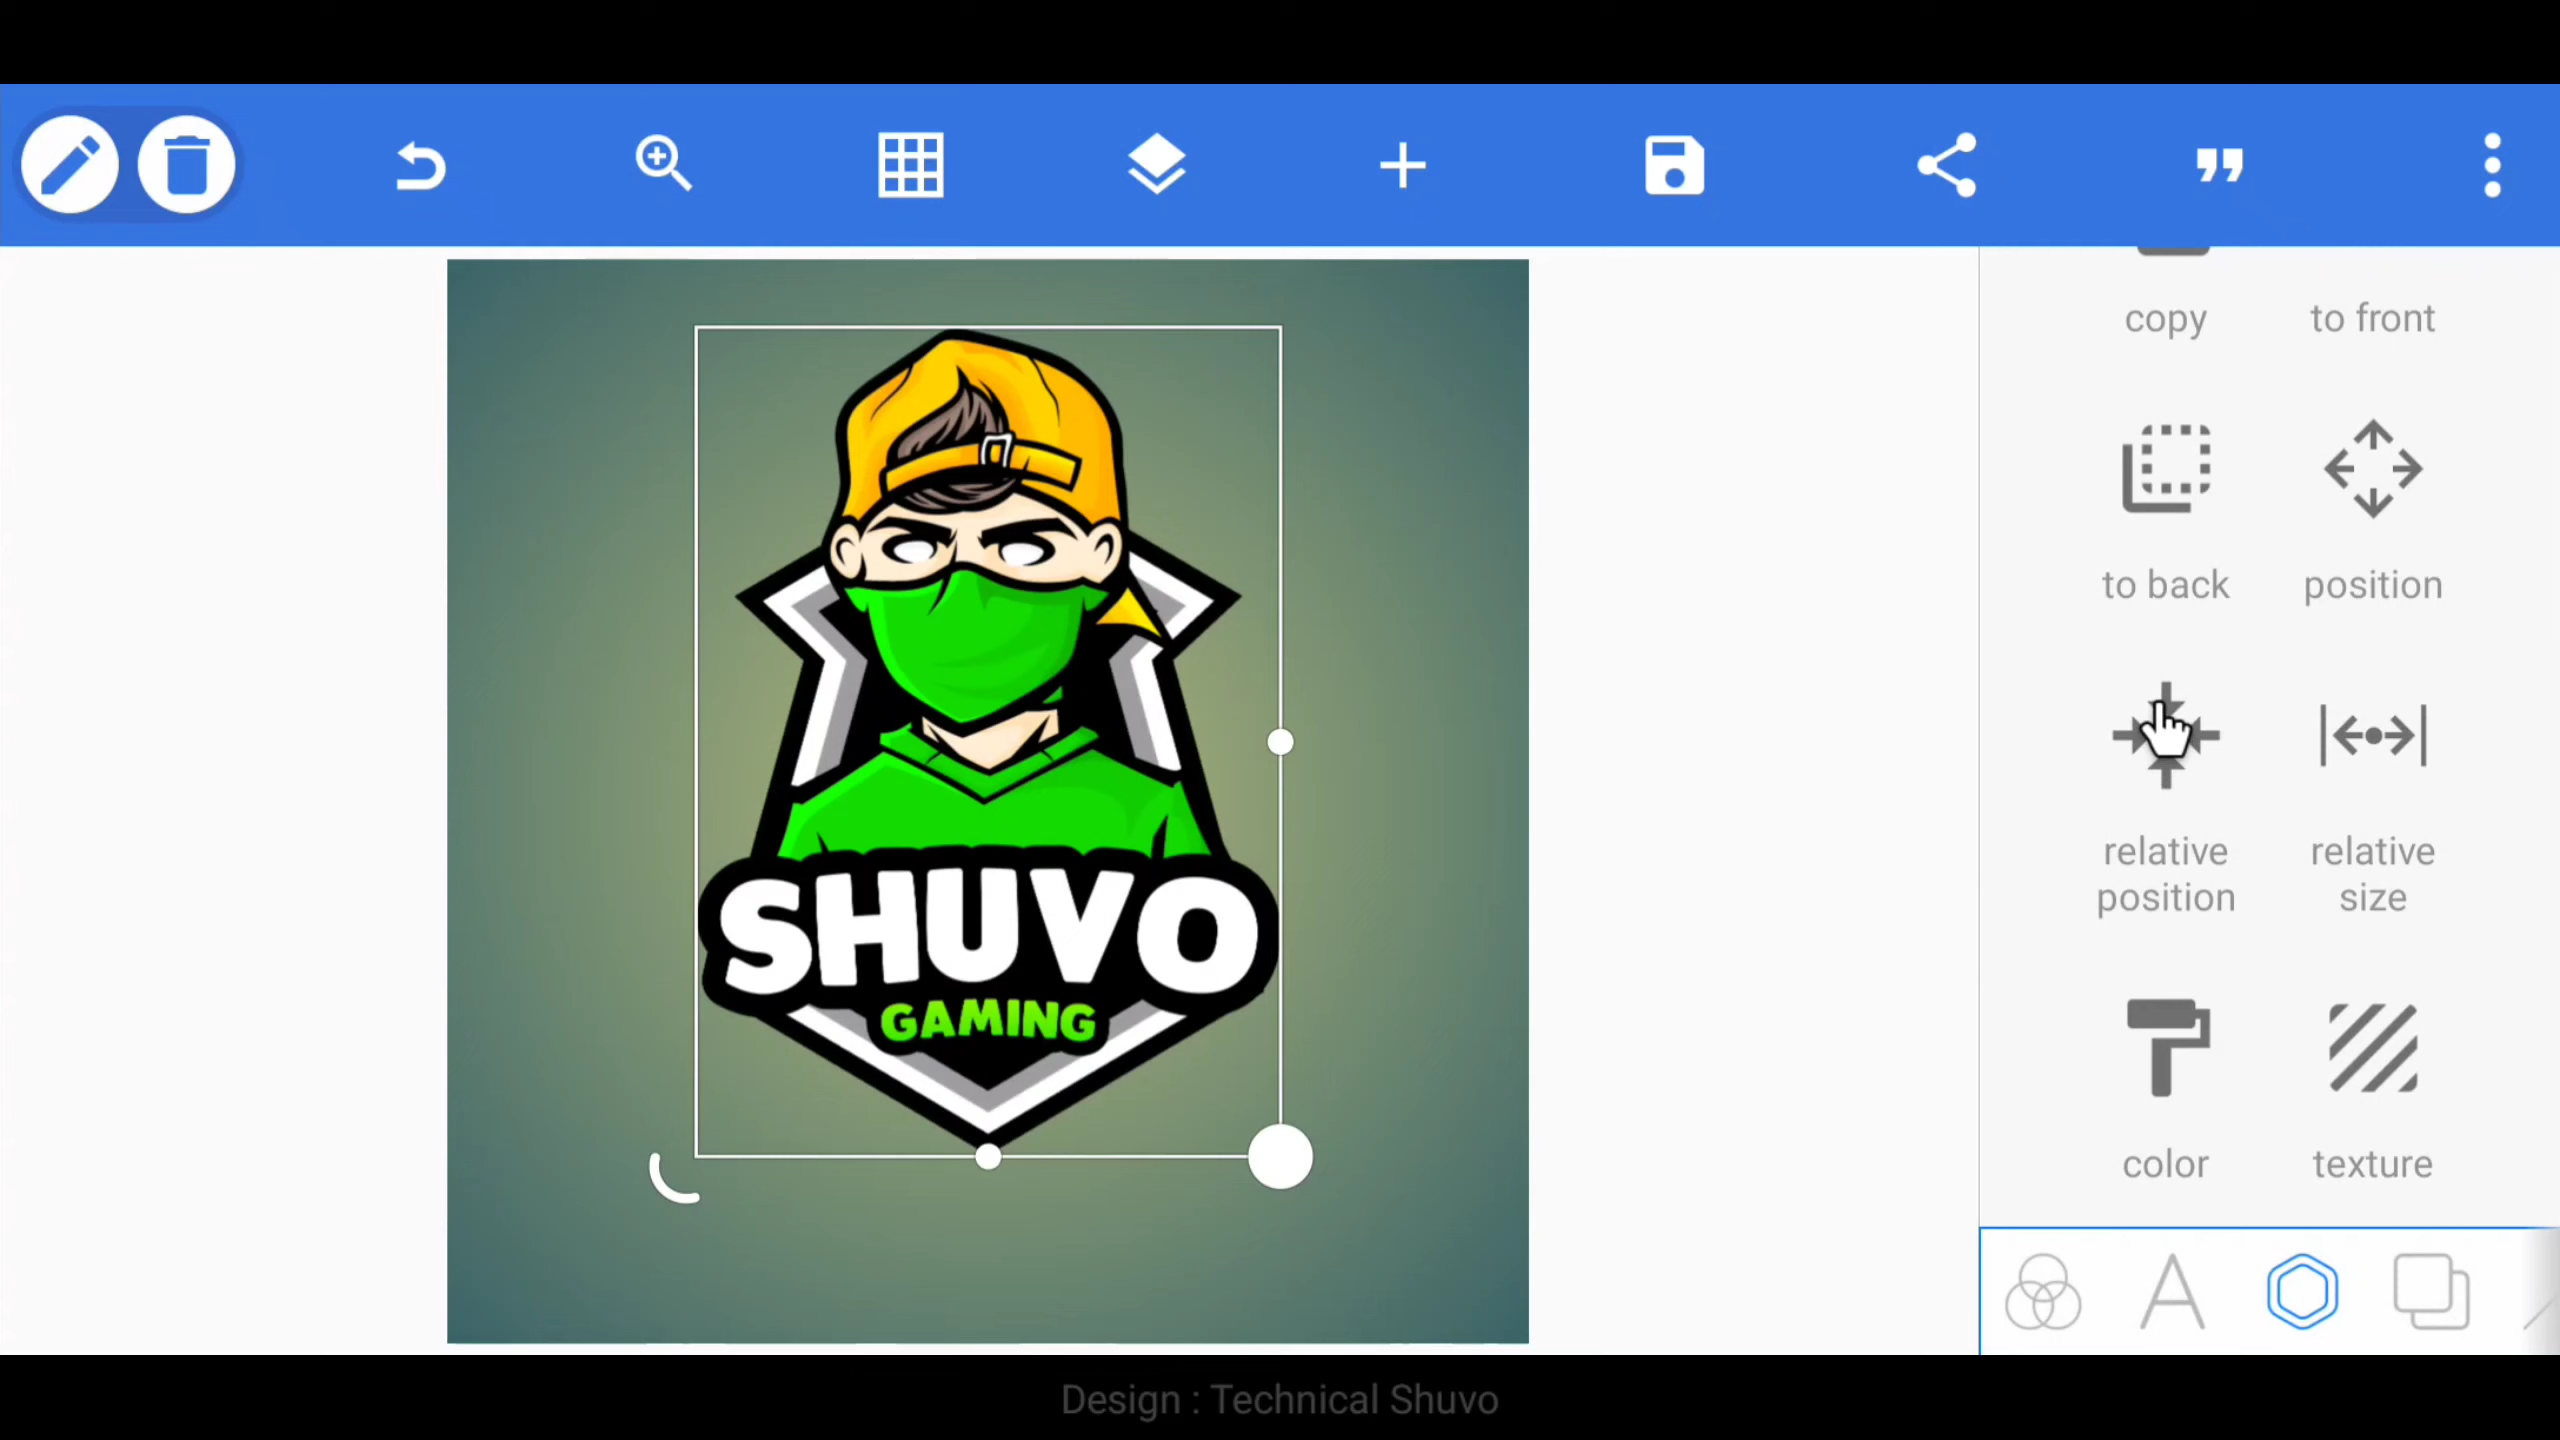 copy
to front
to back
position
relative
position
relative
size
color
texture
SHUVO
GAMING
Design : Technical Shuvo